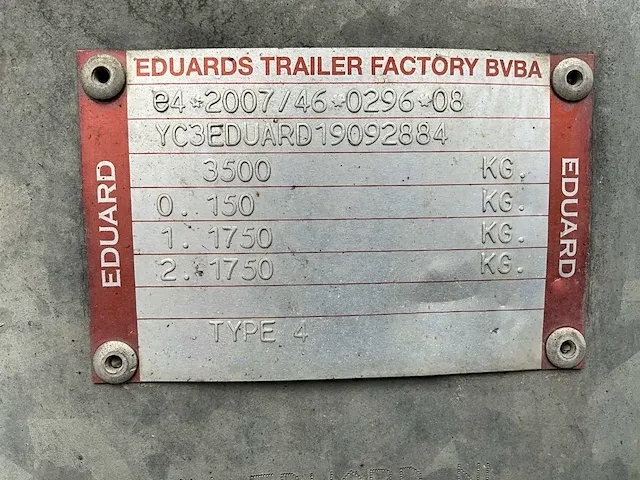 EDUARDS TRAILER FACTORY BVBA
e4*2007/46*0296*08
YC3EDUARD19092884
3500 KG.
0. 150 KG.
1. 1750 KG.
2. 1750 KG.
TYPE 4
EDUARD
EDUARD